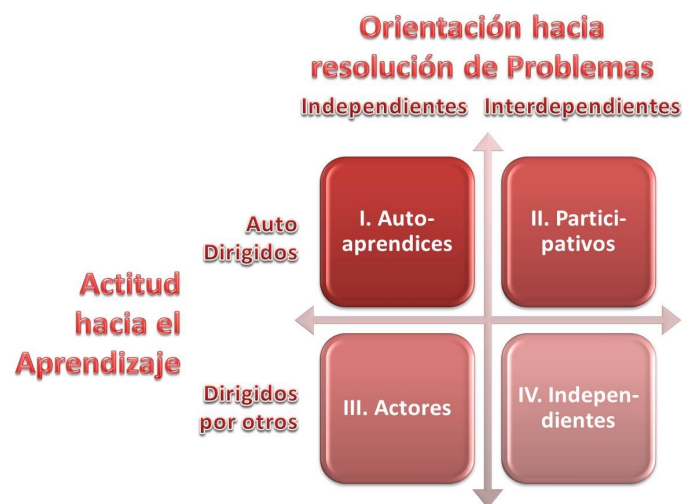 Orientación hacia
resolución de Problemas
Independientes Interdependientes
Auto
Dirigidos
I. Auto-
aprendices
II. Partici-
pativos
Actitud
hacia el
Aprendizaje
Dirigidos
por otros
III. Actores
IV. Indepen-
dientes